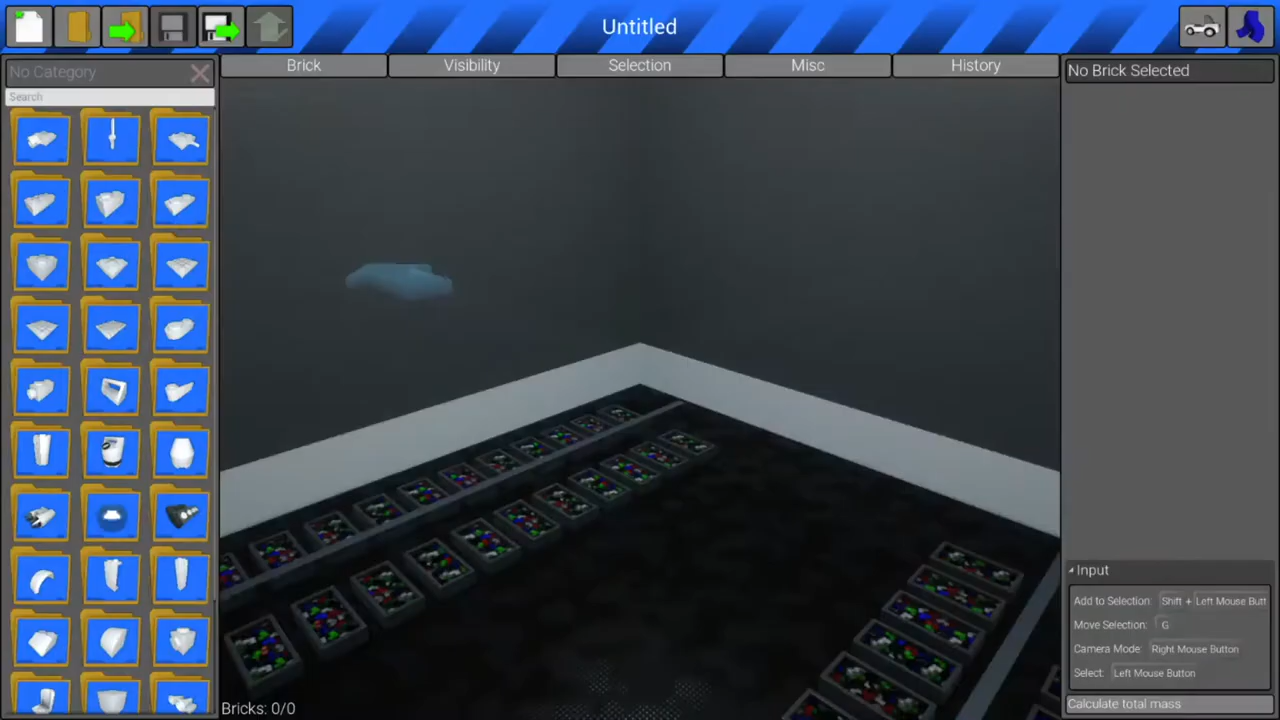 Untitled
No Category
Search
Brick
Visibility
Selection
Misc
History
No Brick Selected
Bricks: 0/0
Input
Add to Selection: Shift + Left Mouse Butt
Move Selection: G
Camera Mode: Right Mouse Button
Select: Left Mouse Button
Calculate total mass